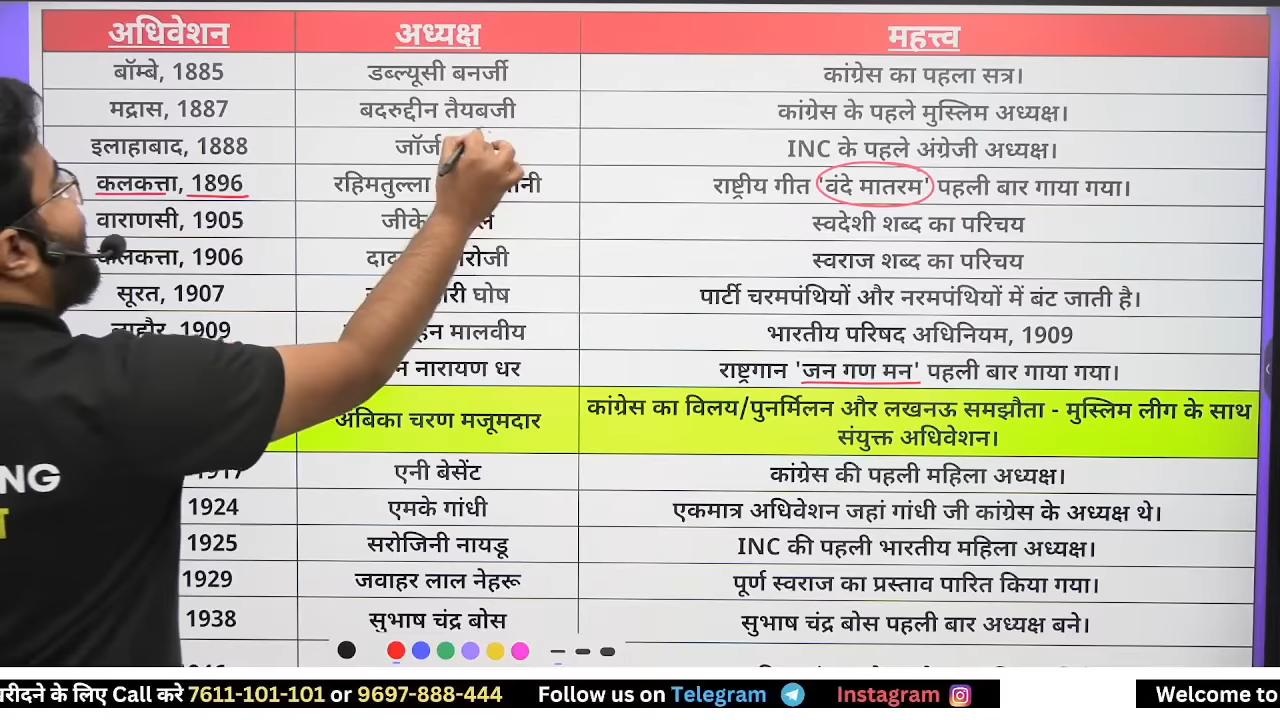 अधिवेशन अध्यक्ष महत्त्व
बॉम्बे, 1885 डब्ल्यूसी बनर्जी कांग्रेस का पहला सत्र।
मद्रास, 1887 बदरुद्दीन तैयबजी कांग्रेस के पहले मुस्लिम अध्यक्ष।
इलाहाबाद, 1888 जॉर्ज INC के पहले अंग्रेजी अध्यक्ष।
कलकत्ता, 1896 रहिमतुल्ला राष्ट्रीय गीत 'वंदे मातरम' पहली बार गाया गया।
वाराणसी, 1905 जीके स्वदेशी शब्द का परिचय
कलकत्ता, 1906 स्वराज शब्द का परिचय
सूरत, 1907 घोष पार्टी चरमपंथियों और नरमपंथियों में बंट जाती है।
लाहौर, 1909 मालवीय भारतीय परिषद अधिनियम, 1909
नारायण धर राष्ट्रगान 'जन गण मन' पहली बार गाया गया।
अंबिका चरण मजूमदार कांग्रेस का विलय/पुनर्मिलन और लखनऊ समझौता - मुस्लिम लीग के साथ
संयुक्त अधिवेशन।
1917 एनी बेसेंट कांग्रेस की पहली महिला अध्यक्ष।
1924 एमके गांधी एकमात्र अधिवेशन जहां गांधी जी कांग्रेस के अध्यक्ष थे।
1925 सरोजिनी नायडू INC की पहली भारतीय महिला अध्यक्ष।
1929 जवाहर लाल नेहरू पूर्ण स्वराज का प्रस्ताव पारित किया गया।
1938 सुभाष चंद्र बोस सुभाष चंद्र बोस पहली बार अध्यक्ष बने।
NG
के लिए Call करे 7611-101-101 or 9697-888-444 Follow us on Telegram Instagram Welcome to